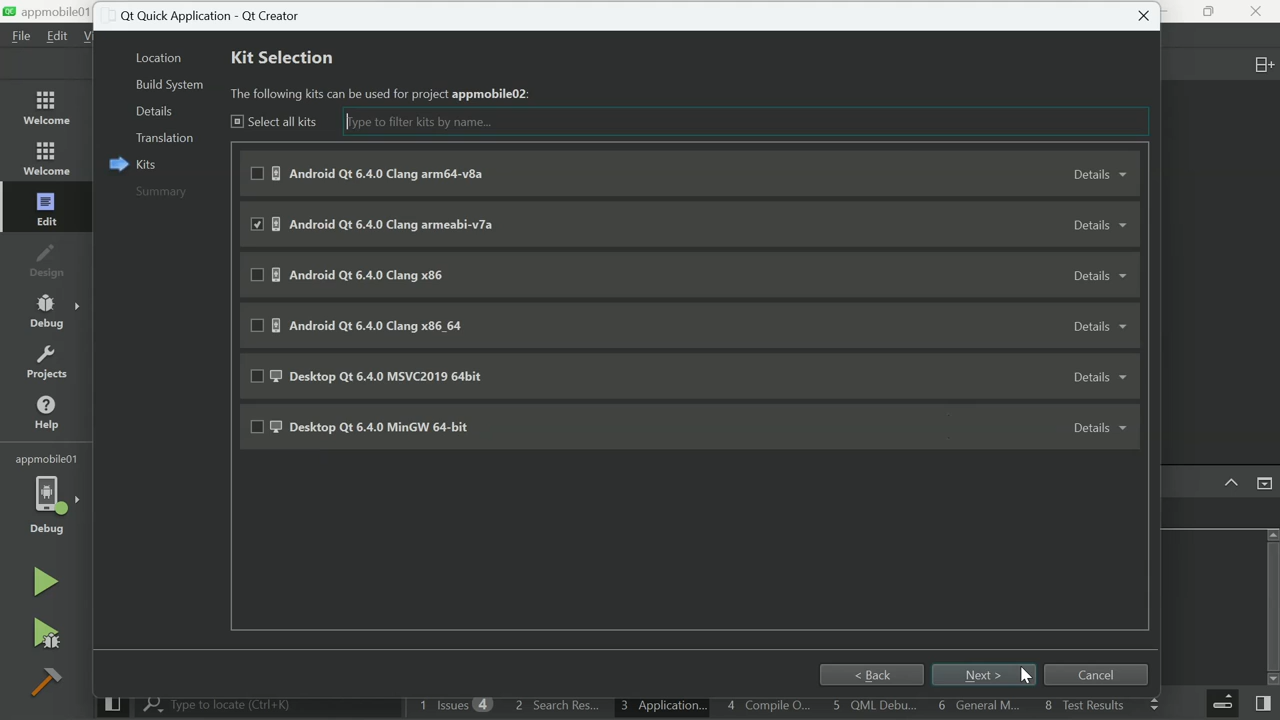 appmobile01
Qt Quick Application - Qt Creator
File
Edit
Location
Build System
Details
Translation
Kits
Summary
Kit Selection
The following kits can be used for project appmobile02:
Select all kits
Type to filter kits by name...
Android Qt 6.4.0 Clang arm64-v8a
Details
Android Qt 6.4.0 Clang armeabi-v7a
Details
Android Qt 6.4.0 Clang x86
Details
Android Qt 6.4.0 Clang x86_64
Details
Desktop Qt 6.4.0 MSVC2019 64bit
Details
Desktop Qt 6.4.0 MinGW 64-bit
Details
Welcome
Welcome
Edit
Design
Debug
Projects
Help
appmobile01
Debug
< Back
Next >
Cancel
Type to locate (Ctrl+K)
1 Issues 4
2 Search Res...
3 Application...
4 Compile O...
5 QML Debu...
6 General M...
8 Test Results